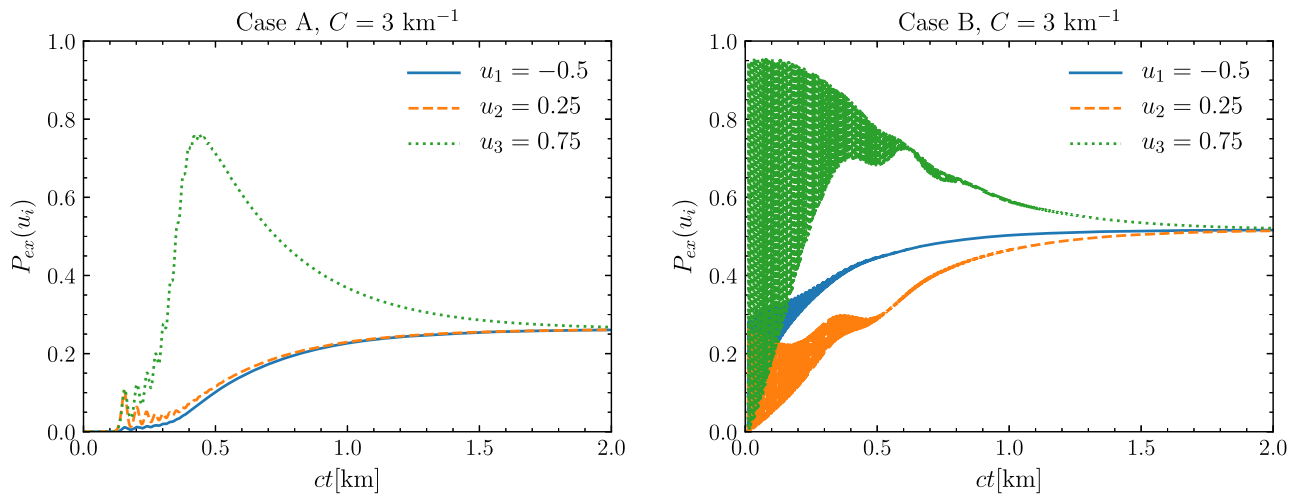 Case A, C = 3 km⁻¹
1.0
0.8
0.6
0.4
0.2
0.0
P_ex(u_i)
u₁ = −0.5
u₂ = 0.25
u₃ = 0.75
0.0 0.5 1.0 1.5 2.0
ct[km]
Case B, C = 3 km⁻¹
1.0
0.8
0.6
0.4
0.2
0.0
P_ex(u_i)
u₁ = −0.5
u₂ = 0.25
u₃ = 0.75
0.0 0.5 1.0 1.5 2.0
ct[km]